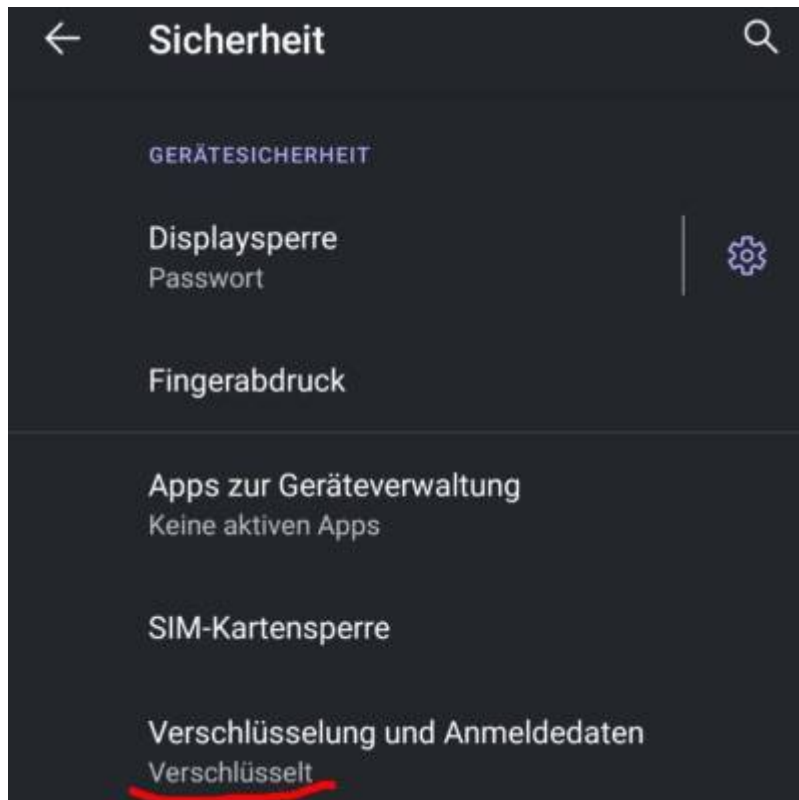 Sicherheit
GERÄTESICHERHEIT
Displaysperre
Passwort
Fingerabdruck
Apps zur Geräteverwaltung
Keine aktiven Apps
SIM-Kartensperre
Verschlüsselung und Anmeldedaten
Verschlüsselt